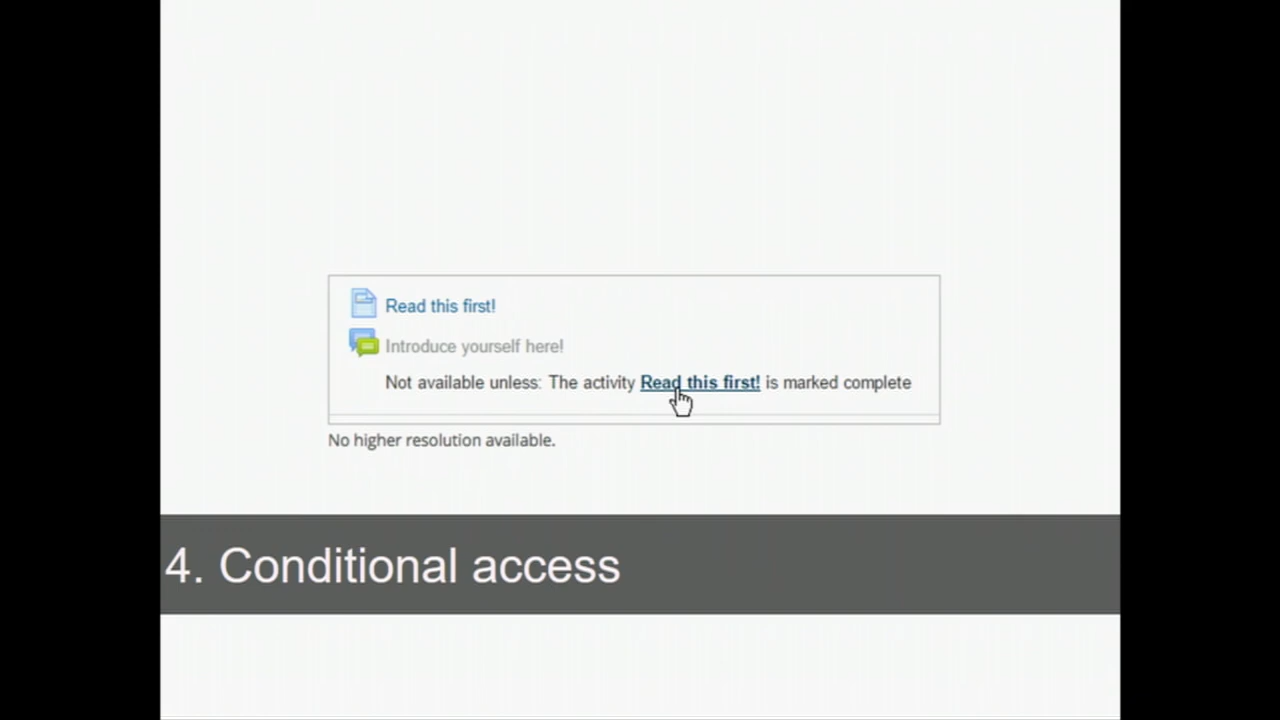 Read this first!
Introduce yourself here!
Not available unless: The activity Read this first! is marked complete
No higher resolution available.
4. Conditional access